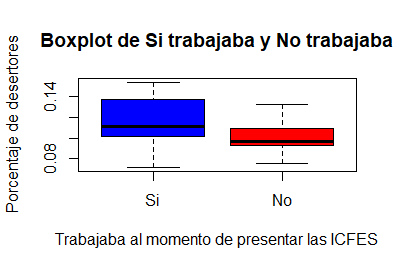 Boxplot de Si trabajaba y No trabajaba
Porcentaje de desertores
0.14
0.08
Si No
Trabajaba al momento de presentar las ICFES